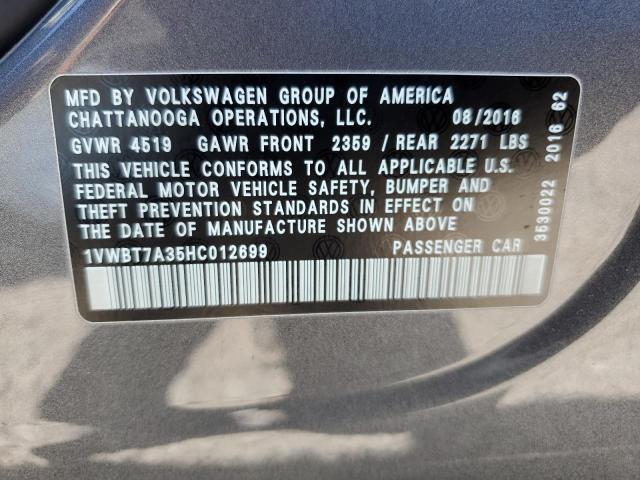 MFD BY VOLKSWAGEN GROUP OF AMERICA
CHATTANOOGA OPERATIONS, LLC. 08/2016
GVWR 4519 GAWR FRONT 2359 / REAR 2271 LBS
THIS VEHICLE CONFORMS TO ALL APPLICABLE U.S.
FEDERAL MOTOR VEHICLE SAFETY, BUMPER AND
THEFT PREVENTION STANDARDS IN EFFECT ON
THE DATE OF MANUFACTURE SHOWN ABOVE
1VWBT7A35HC012699 PASSENGER CAR
3530022 2016 62